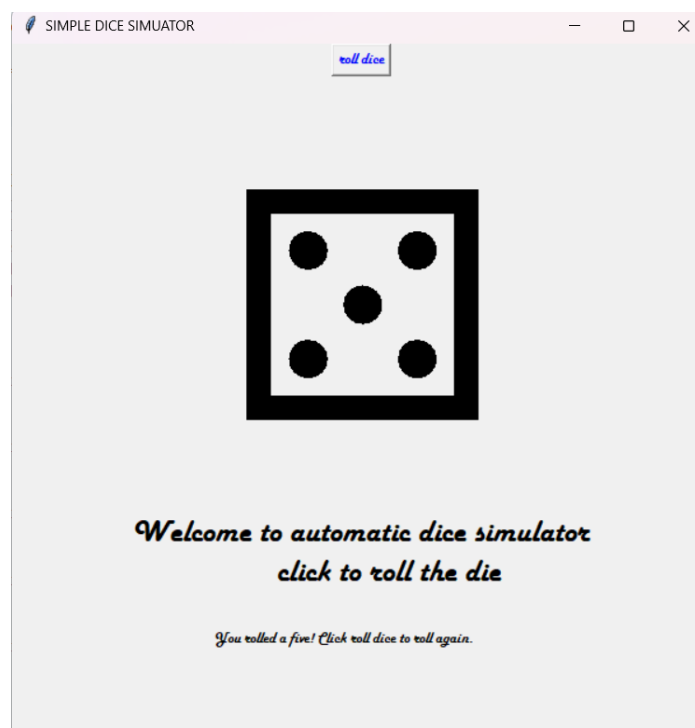 SIMPLE DICE SIMUATOR
roll dice
Welcome to automatic dice simulator
click to roll the die
You rolled a five! Click roll dice to roll again.